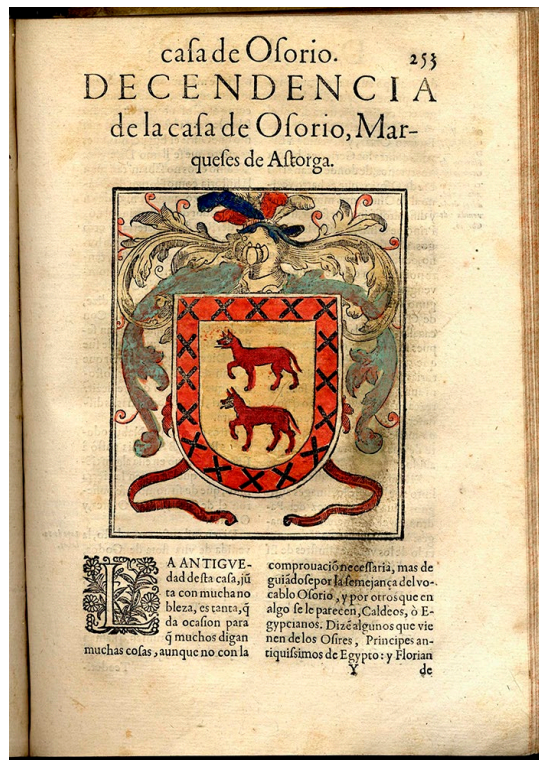 caſa de Oſorio.
253
DECENDENCIA
de la caſa de Oſorio, Mar-
queſes de Aſtorga.
LA ANTIGVE-
dad deſta caſa, jũ
ta con mucha no
bleza, es tanta, q̃
da ocaſion para
q̃ muchos digan
muchas coſas, aunque no con la
comprouaciõ neceſſaria, mas de
guiãdoſe por la ſemejança del vo-
cablo Oſorio, y por otros que en
algo ſe le parecen, Caldeos, ò E-
gypcianos. Dizẽ algunos que vie
nen de los Oſires, Principes an-
tiquiſsimos de Egypto: y Florian
Y
de